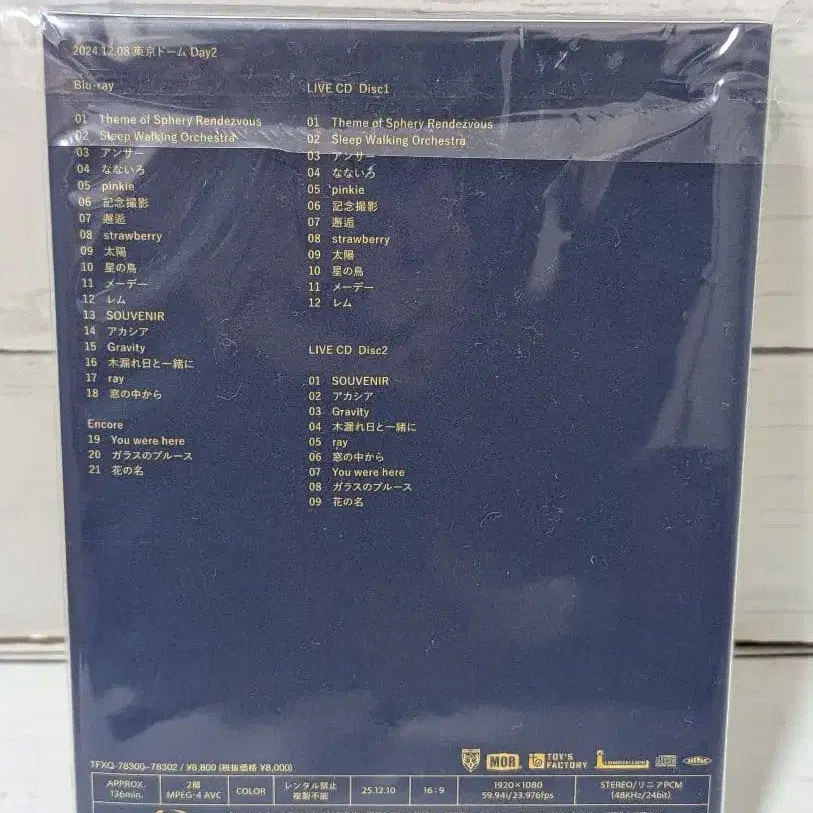 2024.12.08 東京ドーム Day2
Blu-ray
01 Theme of Sphery Rendezvous
02 Sleep Walking Orchestra
03 アンサー
04 なないろ
05 pinkie
06 記念撮影
07 邂逅
08 strawberry
09 太陽
10 星の鳥
11 メーデー
12 レム
13 SOUVENIR
14 アカシア
15 Gravity
16 木漏れ日と一緒に
17 ray
18 窓の中から
Encore
19 You were here
20 ガラスのブルース
21 花の名
LIVE CD Disc1
01 Theme of Sphery Rendezvous
02 Sleep Walking Orchestra
03 アンサー
04 なないろ
05 pinkie
06 記念撮影
07 邂逅
08 strawberry
09 太陽
10 星の鳥
11 メーデー
12 レム
LIVE CD Disc2
01 SOUVENIR
02 アカシア
03 Gravity
04 木漏れ日と一緒に
05 ray
06 窓の中から
07 You were here
08 ガラスのブルース
09 花の名
TFXQ-78300~78302 / ¥8,800 (税抜価格 ¥8,000)
MOR
TOY'S FACTORY
LONGFELLOW
APPROX. 136min.
2層 MPEG-4 AVC
COLOR
レンタル禁止 複製不能
25.12.10
16:9
1920×1080 59.94i/23.976fps
STEREO/リニアPCM (48KHz/24bit)